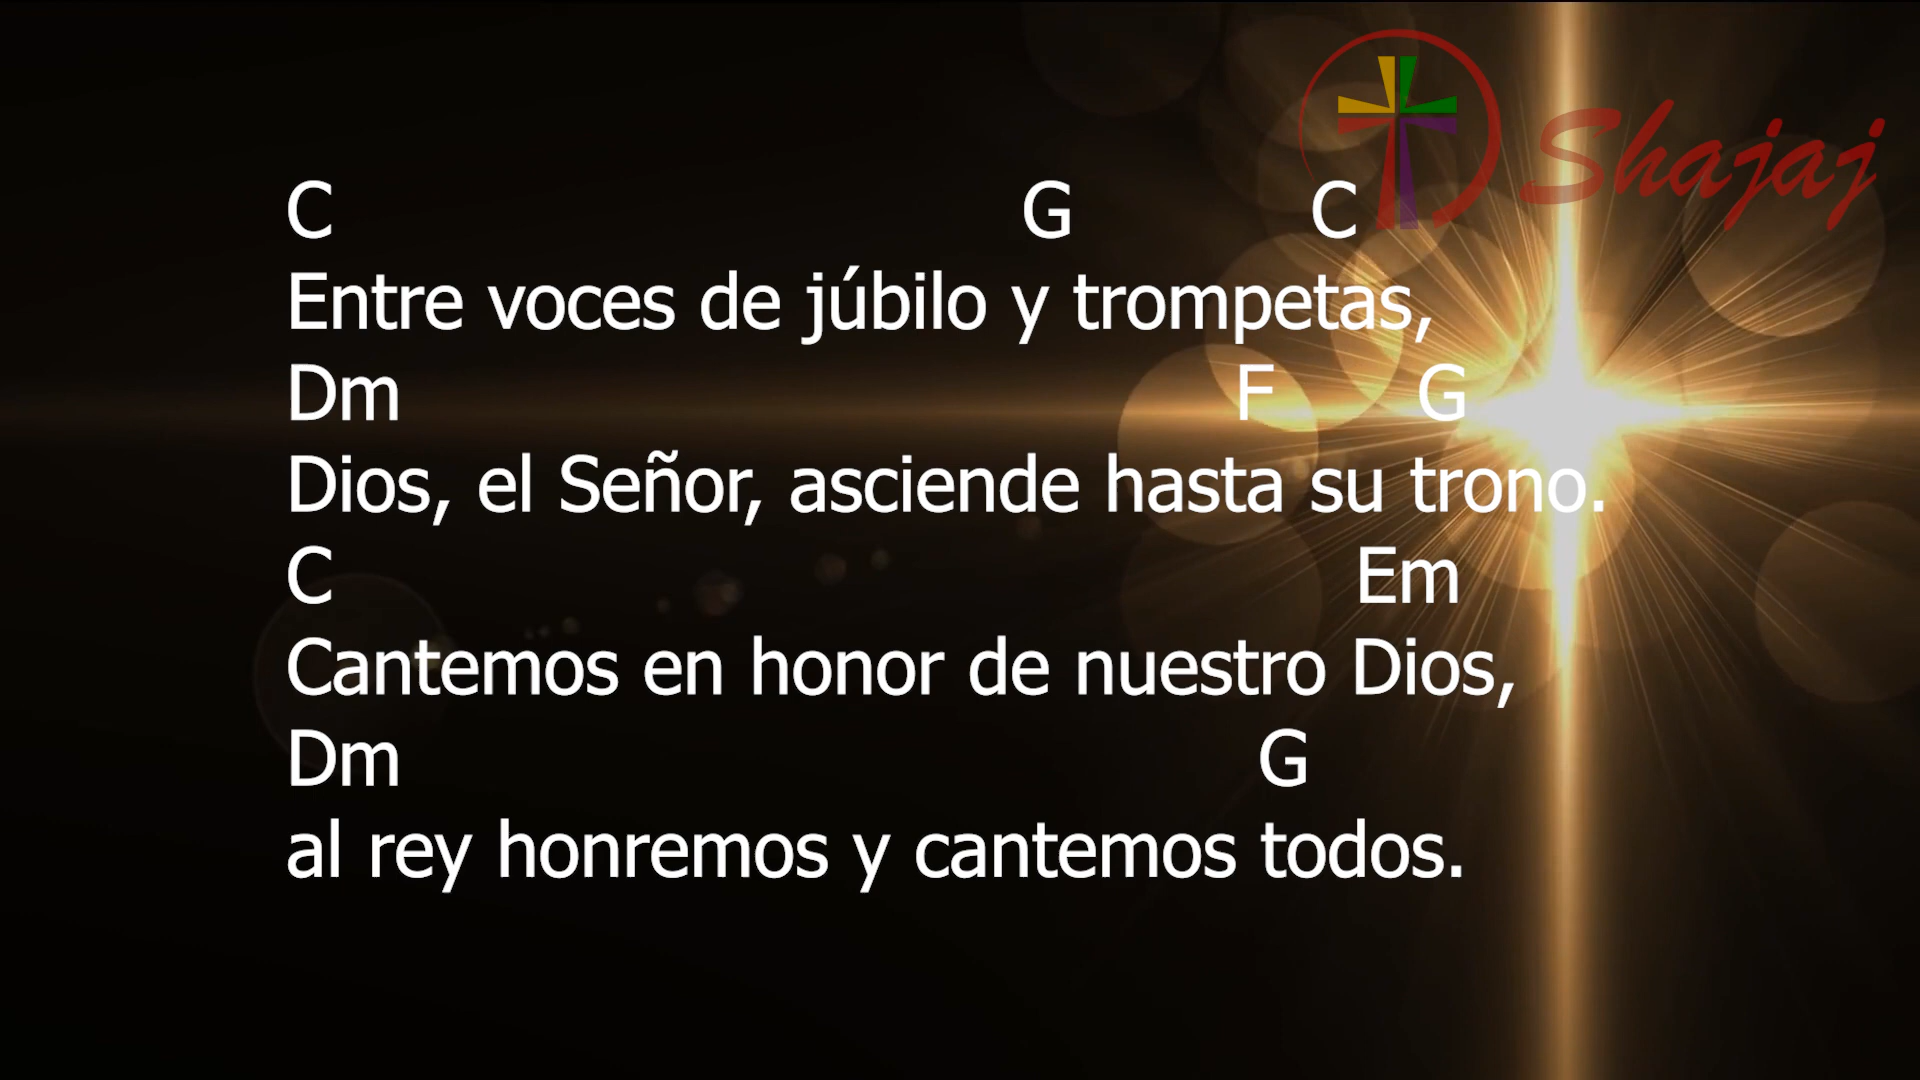 Shajaj
C G C
Entre voces de júbilo y trompetas,
Dm F G
Dios, el Señor, asciende hasta su trono.
C Em
Cantemos en honor de nuestro Dios,
Dm G
al rey honremos y cantemos todos.